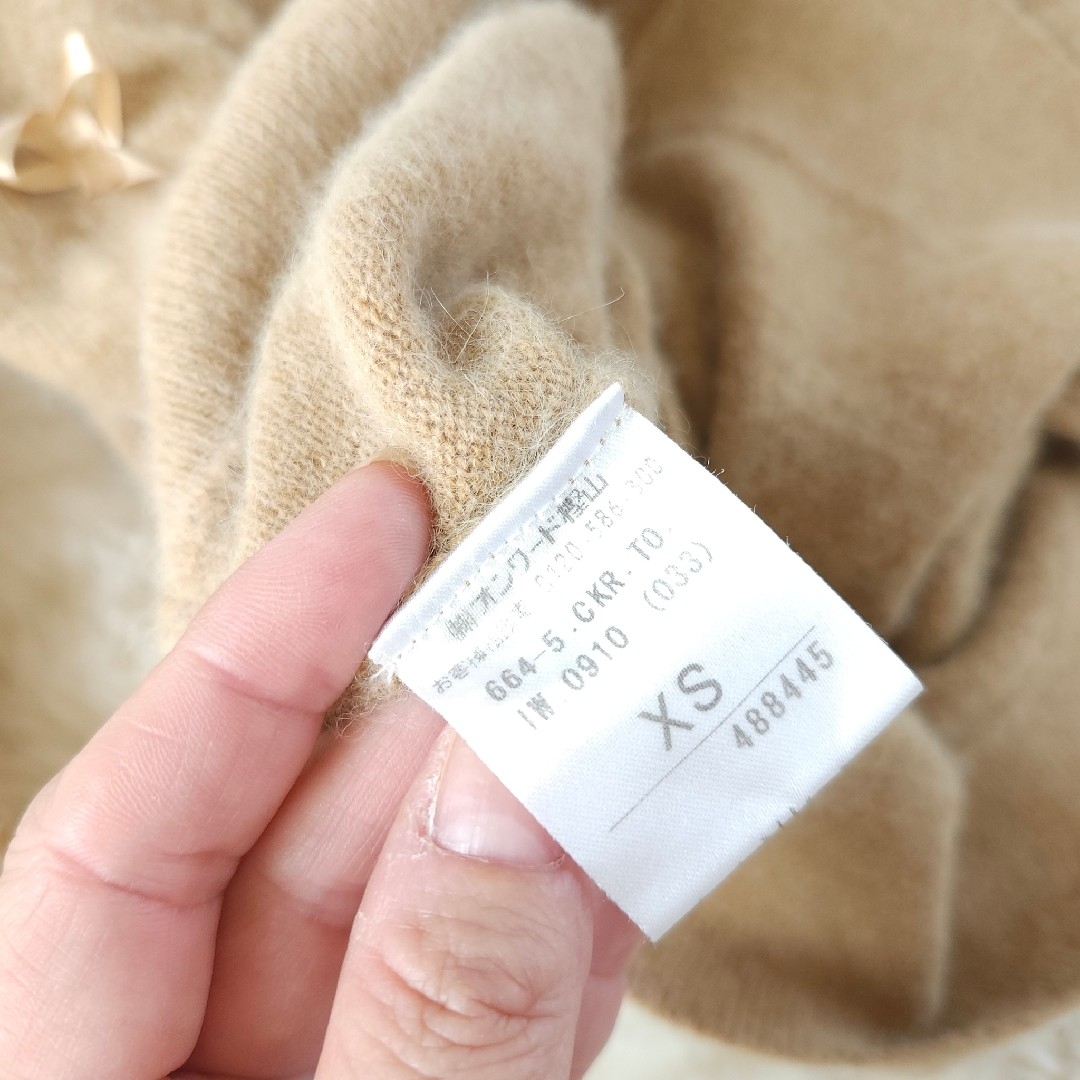 ㈱オンワード樫山
お客様相談室 0120-586-300
664-5.CKR-TO.
IW.0910 (033)
XS
488445